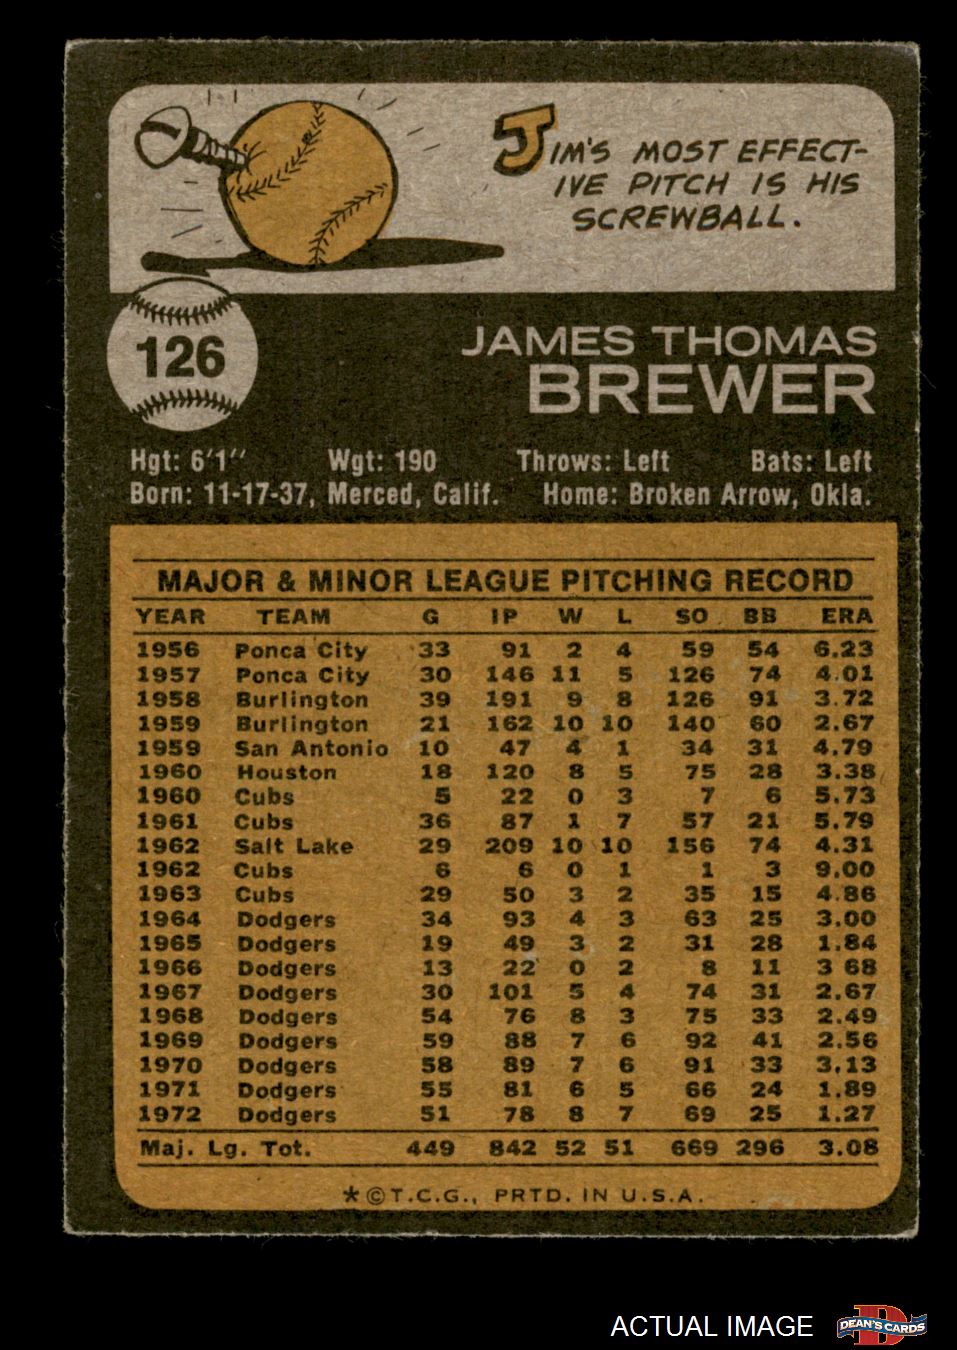 JIM'S MOST EFFECT-
IVE PITCH IS HIS
SCREWBALL.
126
JAMES THOMAS
BREWER
Hgt: 6'1" Wgt: 190 Throws: Left Bats: Left
Born: 11-17-37, Merced, Calif. Home: Broken Arrow, Okla.
MAJOR & MINOR LEAGUE PITCHING RECORD
YEAR TEAM G IP W L SO BB ERA
1956 Ponca City 33 91 2 4 59 54 6.23
1957 Ponca City 30 146 11 5 126 74 4.01
1958 Burlington 39 191 9 8 126 91 3.72
1959 Burlington 21 162 10 10 140 60 2.67
1959 San Antonio 10 47 4 1 34 31 4.79
1960 Houston 18 120 8 5 75 28 3.38
1960 Cubs 5 22 0 3 7 6 5.73
1961 Cubs 36 87 1 7 57 21 5.79
1962 Salt Lake 29 209 10 10 156 74 4.31
1962 Cubs 6 6 0 1 1 3 9.00
1963 Cubs 29 50 3 2 35 15 4.86
1964 Dodgers 34 93 4 3 63 25 3.00
1965 Dodgers 19 49 3 2 31 28 1.84
1966 Dodgers 13 22 0 2 8 11 3 68
1967 Dodgers 30 101 5 4 74 31 2.67
1968 Dodgers 54 76 8 3 75 33 2.49
1969 Dodgers 59 88 7 6 92 41 2.56
1970 Dodgers 58 89 7 6 91 33 3.13
1971 Dodgers 55 81 6 5 66 24 1.89
1972 Dodgers 51 78 8 7 69 25 1.27
Maj. Lg. Tot. 449 842 52 51 669 296 3.08
*©T.C.G., PRTD. IN U.S.A.
ACTUAL IMAGE
D
DEAN'S CARDS